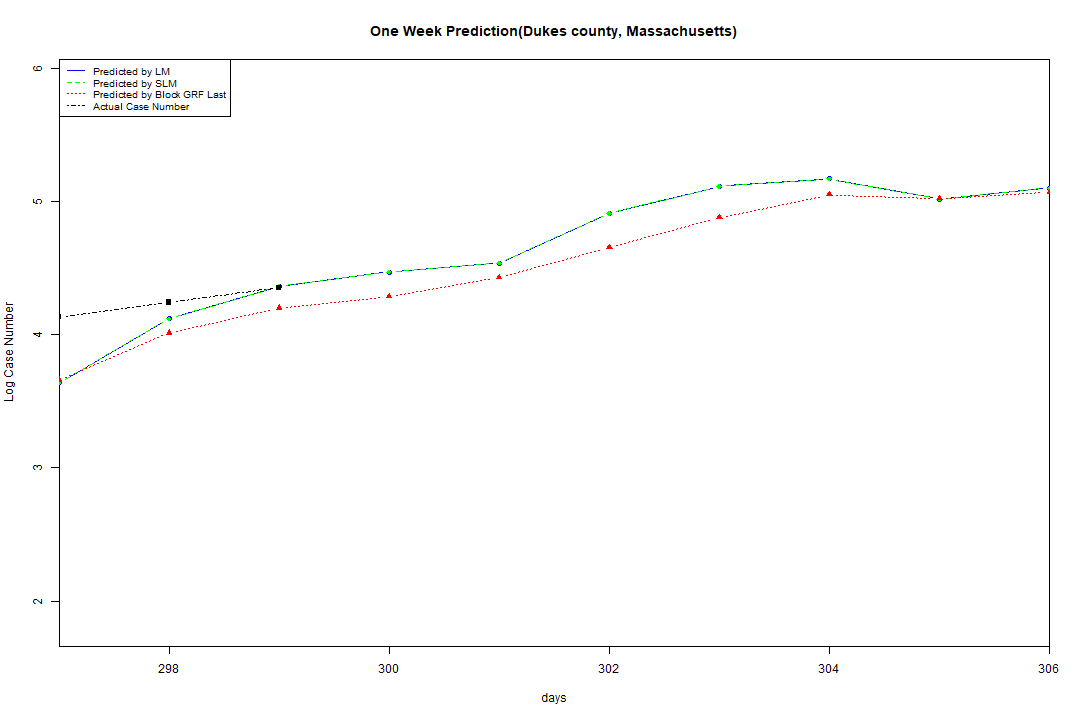 One Week Prediction(Dukes county, Massachusetts)
Predicted by LM
Predicted by SLM
Predicted by Block GRF Last
Actual Case Number
6
5
4
3
2
Log Case Number
298 300 302 304 306
days